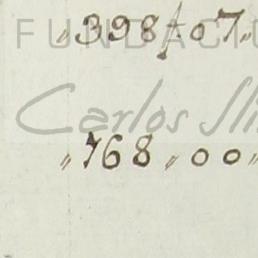 „398„07„
FUNDACIÓ
Carlos Sli
„768„00„